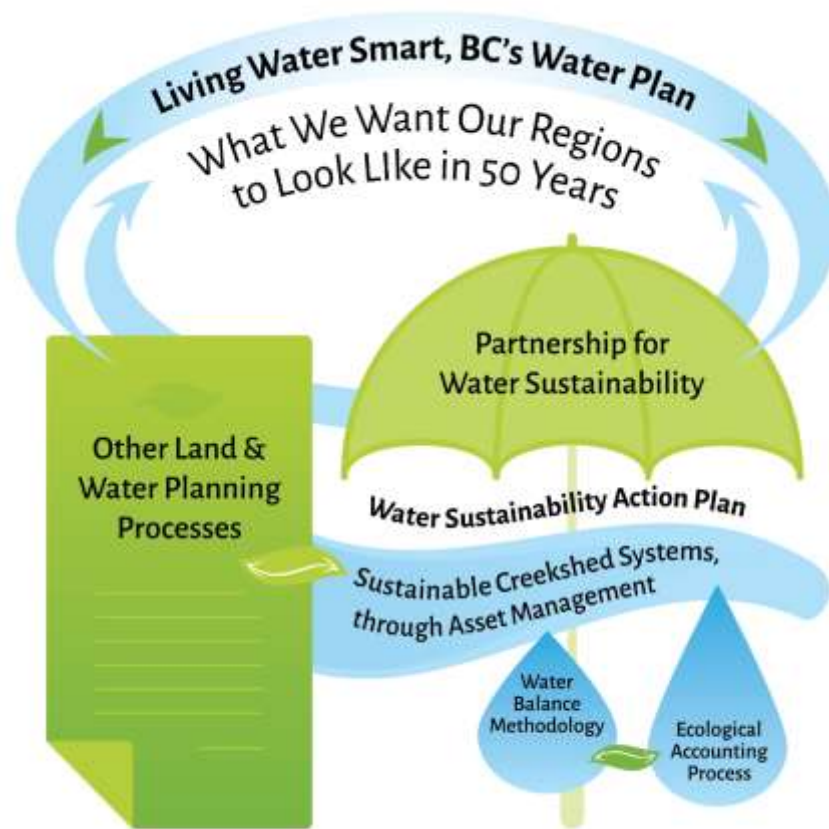 Living Water Smart, BC's Water Plan
What We Want Our Regions
to Look LIke in 50 Years
Partnership for
Water Sustainability
Other Land &
Water Planning
Processes
Water Sustainability Action Plan
Sustainable Creekshed Systems,
through Asset Management
Water
Balance
Methodology
Ecological
Accounting
Process